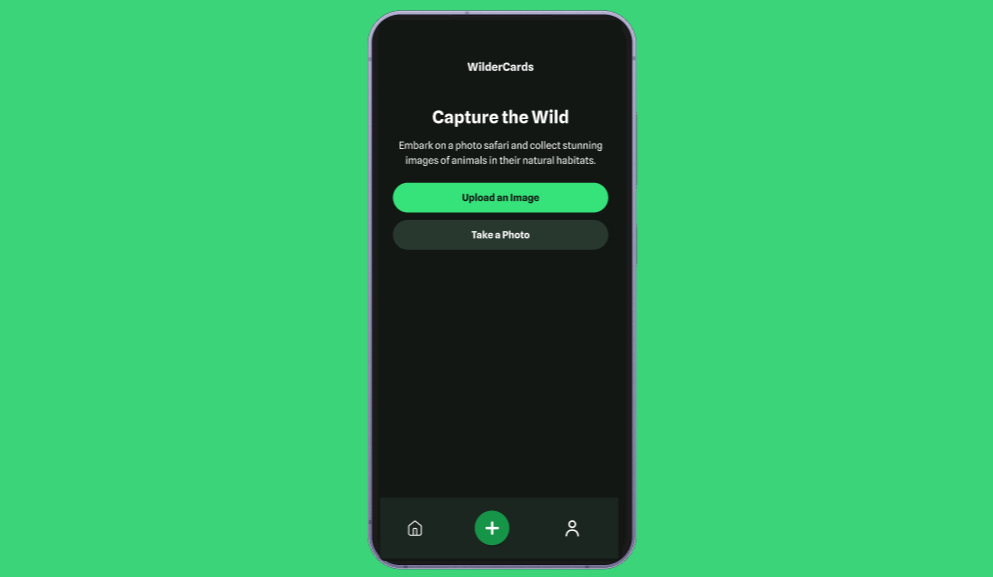 WilderCards
Capture the Wild
Embark on a photo safari and collect stunning
images of animals in their natural habitats.
Upload an Image
Take a Photo